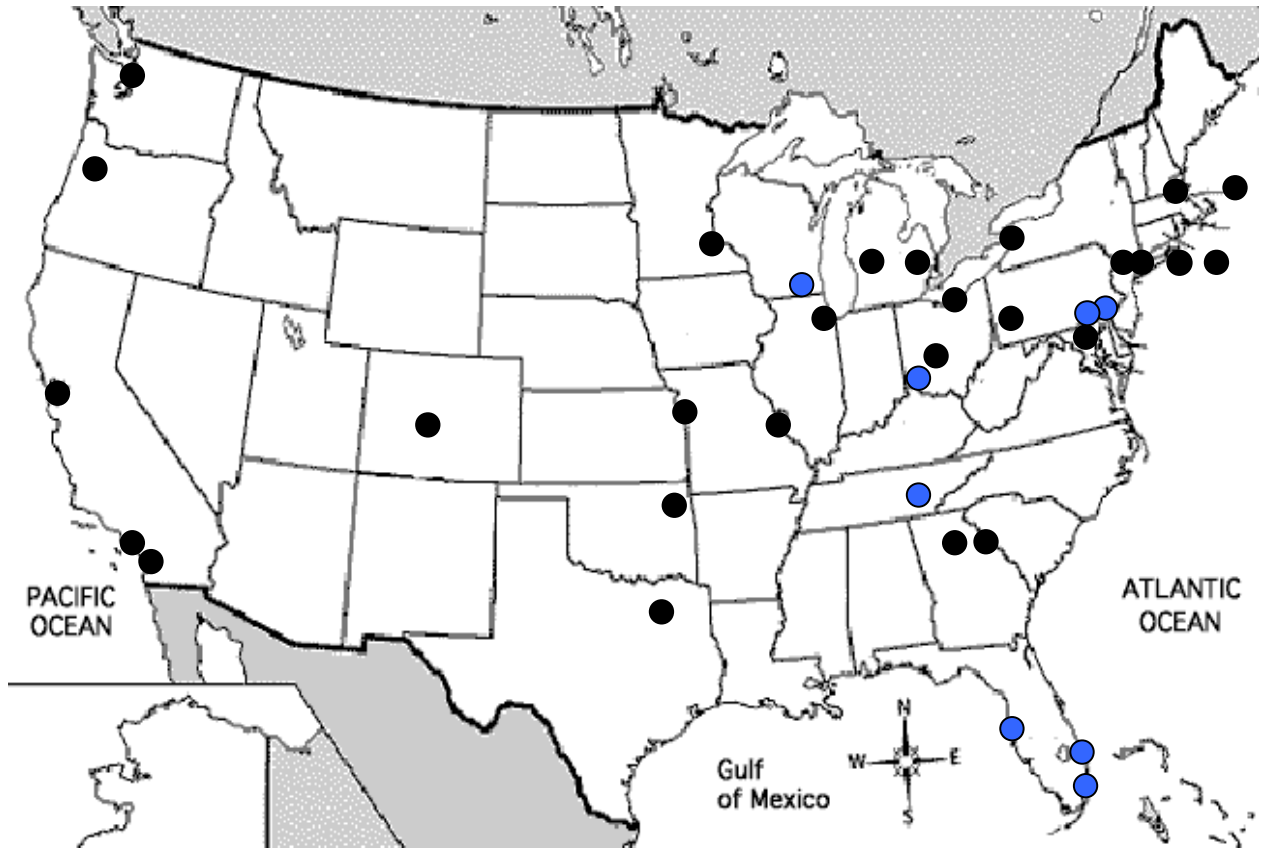 PACIFIC
OCEAN
ATLANTIC
OCEAN
Gulf
of Mexico
N
W
E
S